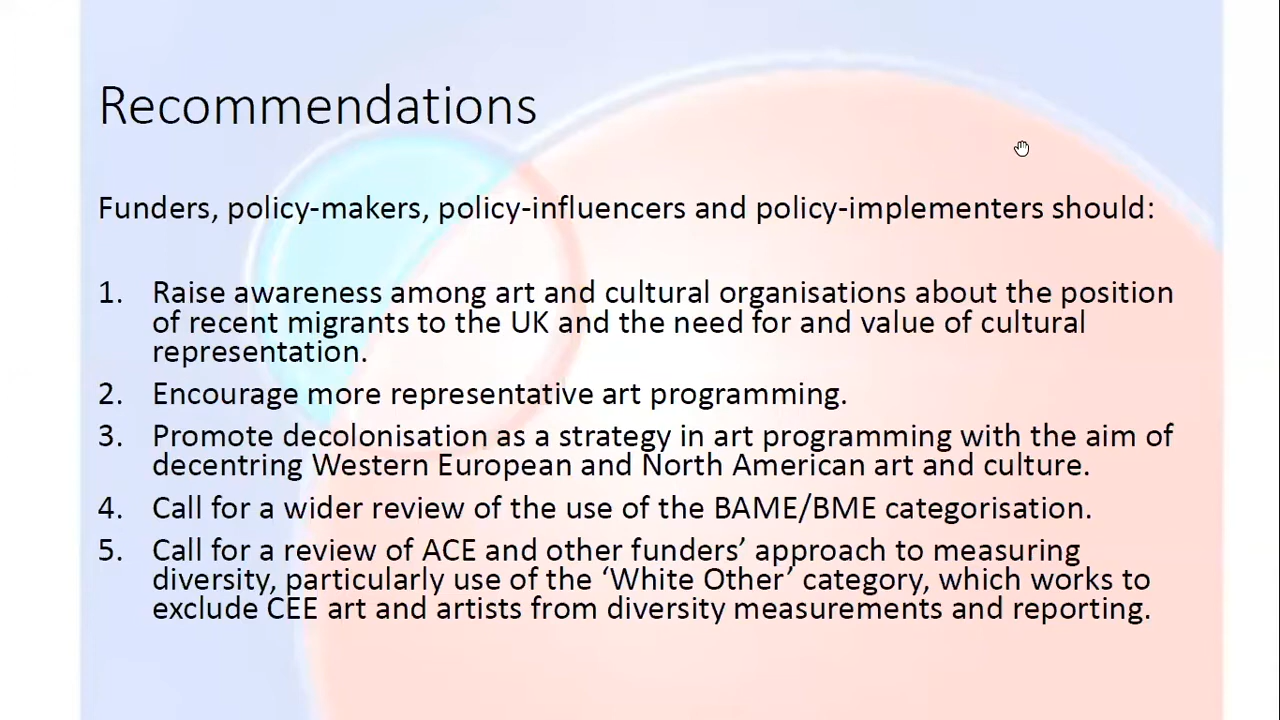 Recommendations
Funders, policy-makers, policy-influencers and policy-implementers should:
1. Raise awareness among art and cultural organisations about the position
of recent migrants to the UK and the need for and value of cultural
representation.
2. Encourage more representative art programming.
3. Promote decolonisation as a strategy in art programming with the aim of
decentring Western European and North American art and culture.
4. Call for a wider review of the use of the BAME/BME categorisation.
5. Call for a review of ACE and other funders’ approach to measuring
diversity, particularly use of the ‘White Other’ category, which works to
exclude CEE art and artists from diversity measurements and reporting.